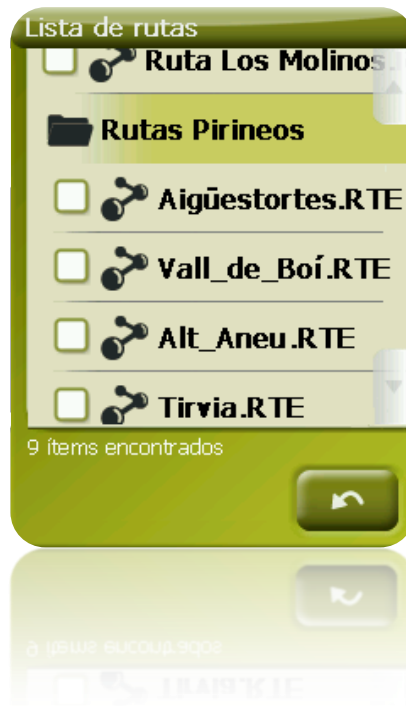 Lista de rutas
Ruta Los Molinos.
Rutas Pirineos
Aigüestortes.RTE
Vall_de_Boí.RTE
Alt_Aneu.RTE
Tirvia.RTE
9 ítems encontrados